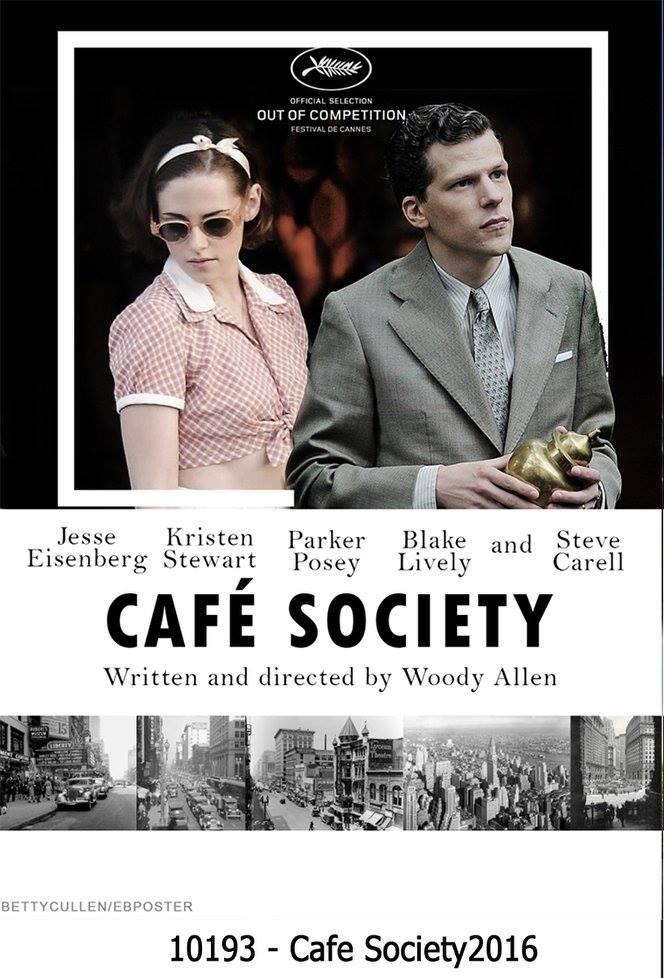 OFFICIAL SELECTION
OUT OF COMPETITION
FESTIVAL DE CANNES
Jesse Eisenberg
Kristen Stewart
Parker Posey
Blake Lively
and
Steve Carell
CAFÉ SOCIETY
Written and directed by Woody Allen
LIBERTY
Theatre
BETTYCULLEN/EBPOSTER
10193 - Cafe Society2016